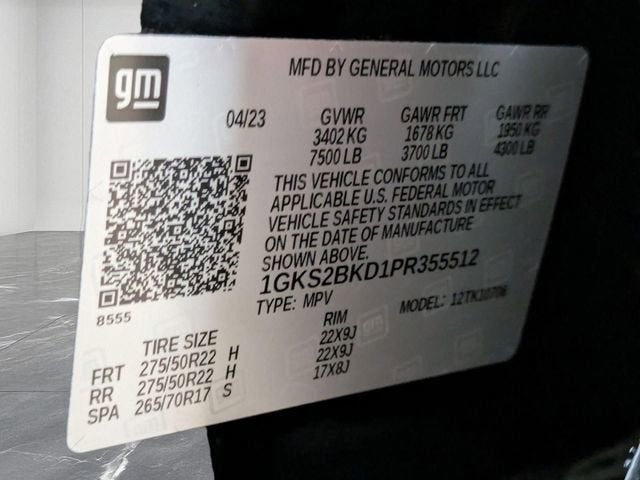 gm
MFD BY GENERAL MOTORS LLC
04/23 GVWR GAWR FRT GAWR RR
3402 KG 1678 KG 1950 KG
7500 LB 3700 LB 4300 LB
THIS VEHICLE CONFORMS TO ALL
APPLICABLE U.S. FEDERAL MOTOR
VEHICLE SAFETY STANDARDS IN EFFECT
ON THE DATE OF MANUFACTURE
SHOWN ABOVE.
1GKS2BKD1PR355512
TYPE: MPV MODEL: 12TK10706
8555
TIRE SIZE RIM
FRT 275/50R22 H 22X9J
RR 275/50R22 H 22X9J
SPA 265/70R17 S 17X8J